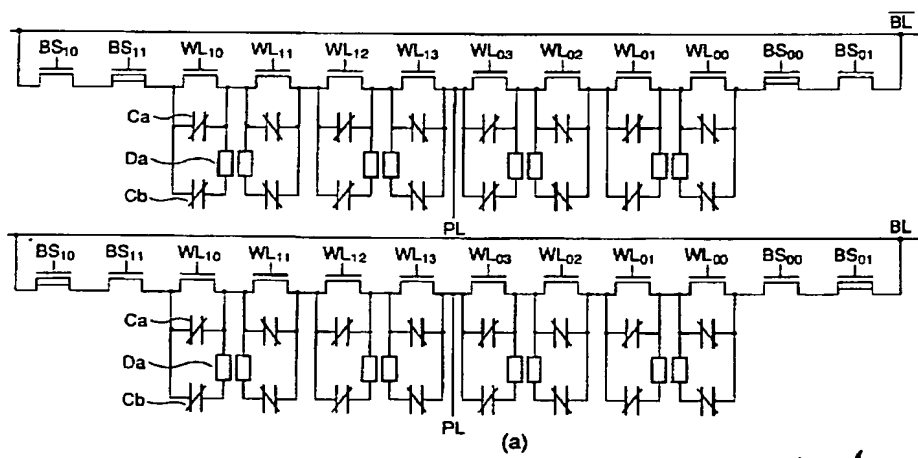 B̅L̅
BS₁₀ BS₁₁ WL₁₀ WL₁₁ WL₁₂ WL₁₃ WL₀₃ WL₀₂ WL₀₁ WL₀₀ BS₀₀ BS₀₁
Ca
Da
Cb
PL
BL
BS₁₀ BS₁₁ WL₁₀ WL₁₁ WL₁₂ WL₁₃ WL₀₃ WL₀₂ WL₀₁ WL₀₀ BS₀₀ BS₀₁
Ca
Da
Cb
PL
(a)